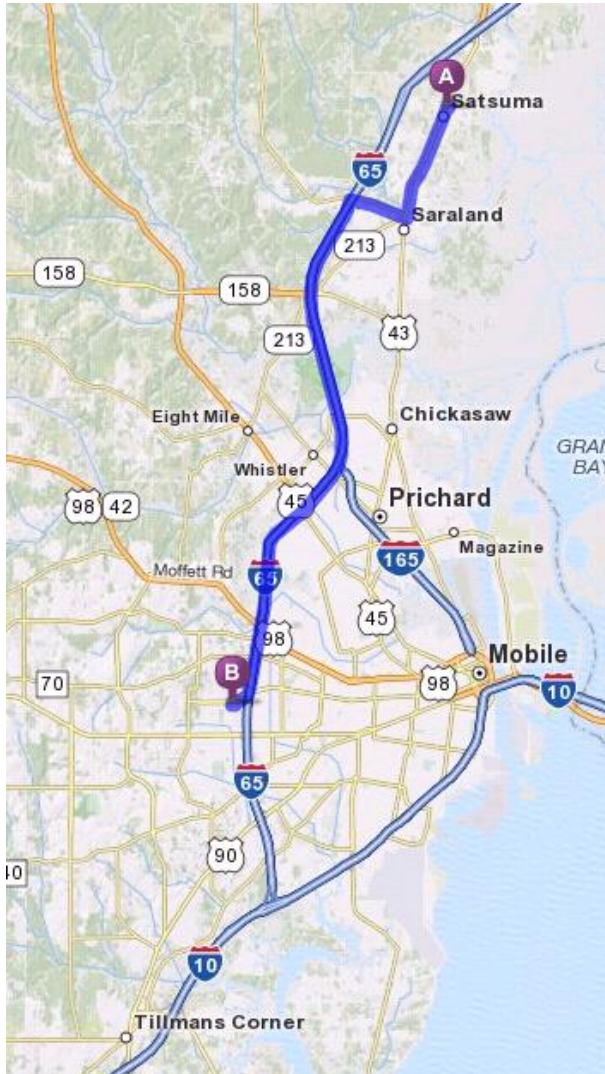 A
Satsuma
65
Saraland
213
158
158
213
43
Eight Mile
Chickasaw
Whistler
GRAN
BAY
98
42
45
Prichard
Magazine
165
Moffett Rd
65
45
98
Mobile
B
70
98
10
65
90
40
10
Tillmans Corner